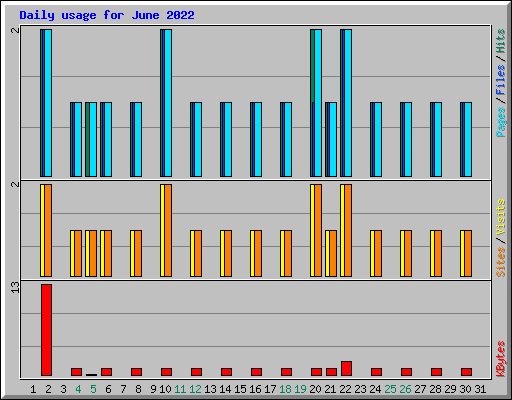 Daily usage for June 2022
2
Pages / Files / Hits
2
Sites / Visits
13
KBytes
1 2 3 4 5 6 7 8 9 10 11 12 13 14 15 16 17 18 19 20 21 22 23 24 25 26 27 28 29 30 31